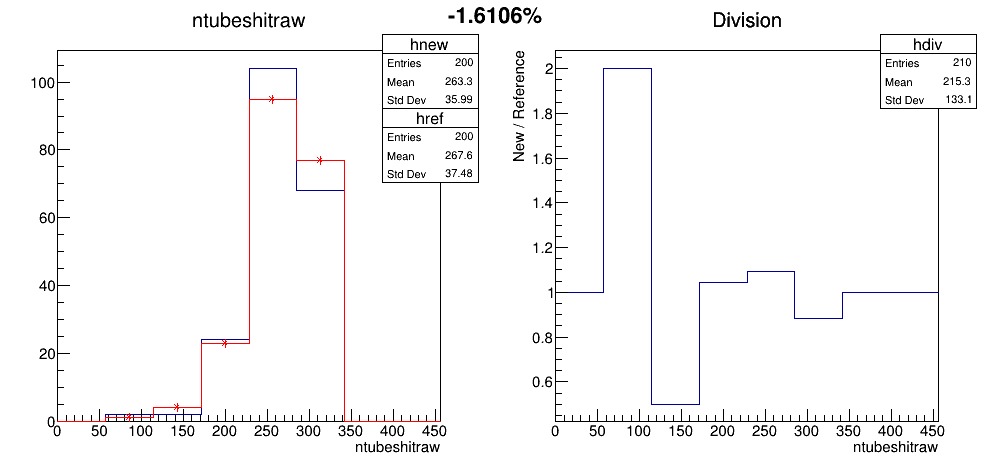 -1.6106%
ntubeshitraw
hnew
Entries 200
Mean 263.3
Std Dev 35.99
href
Entries 200
Mean 267.6
Std Dev 37.48
100
80
60
40
20
0
0 50 100 150 200 250 300 350 400 450
ntubeshitraw
Division
hdiv
Entries 210
Mean 215.3
Std Dev 133.1
New / Reference
2
1.8
1.6
1.4
1.2
1
0.8
0.6
0 50 100 150 200 250 300 350 400 450
ntubeshitraw